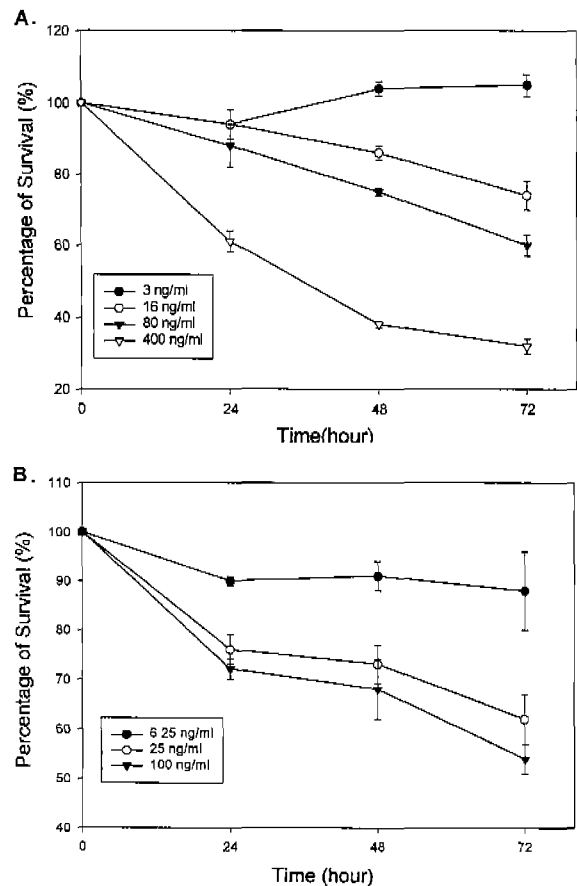 A.
120
100
80
60
40
20
Percentage of Survival (%)
3 ng/ml
16 ng/ml
80 ng/ml
400 ng/ml
0
24
48
72
Time(hour)
B.
110
100
90
80
70
60
50
40
Percentage of Survival (%)
6 25 ng/ml
25 ng/ml
100 ng/ml
0
24
48
72
Time (hour)